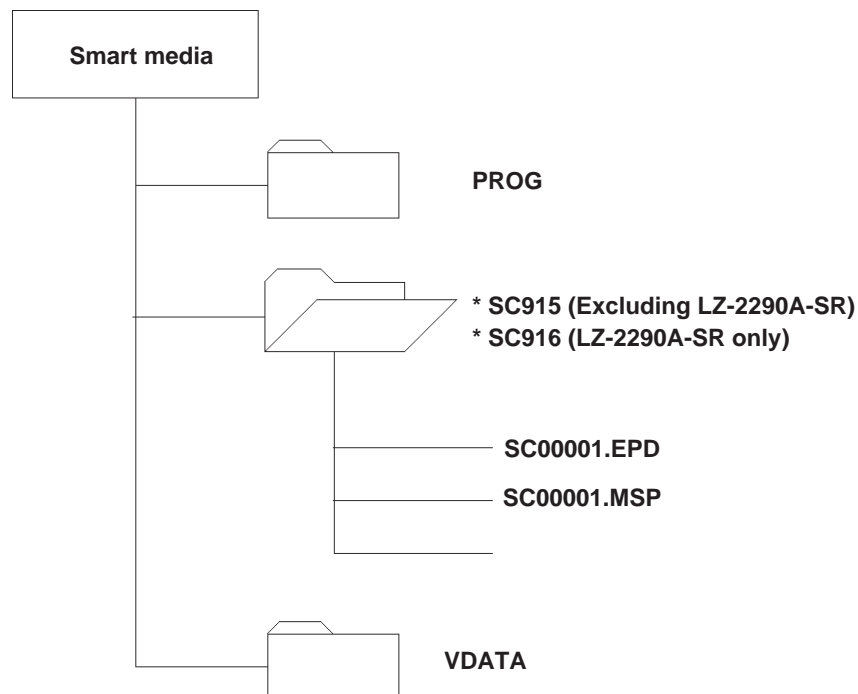 Smart media
PROG
* SC915 (Excluding LZ-2290A-SR)
* SC916 (LZ-2290A-SR only)
SC00001.EPD
SC00001.MSP
VDATA